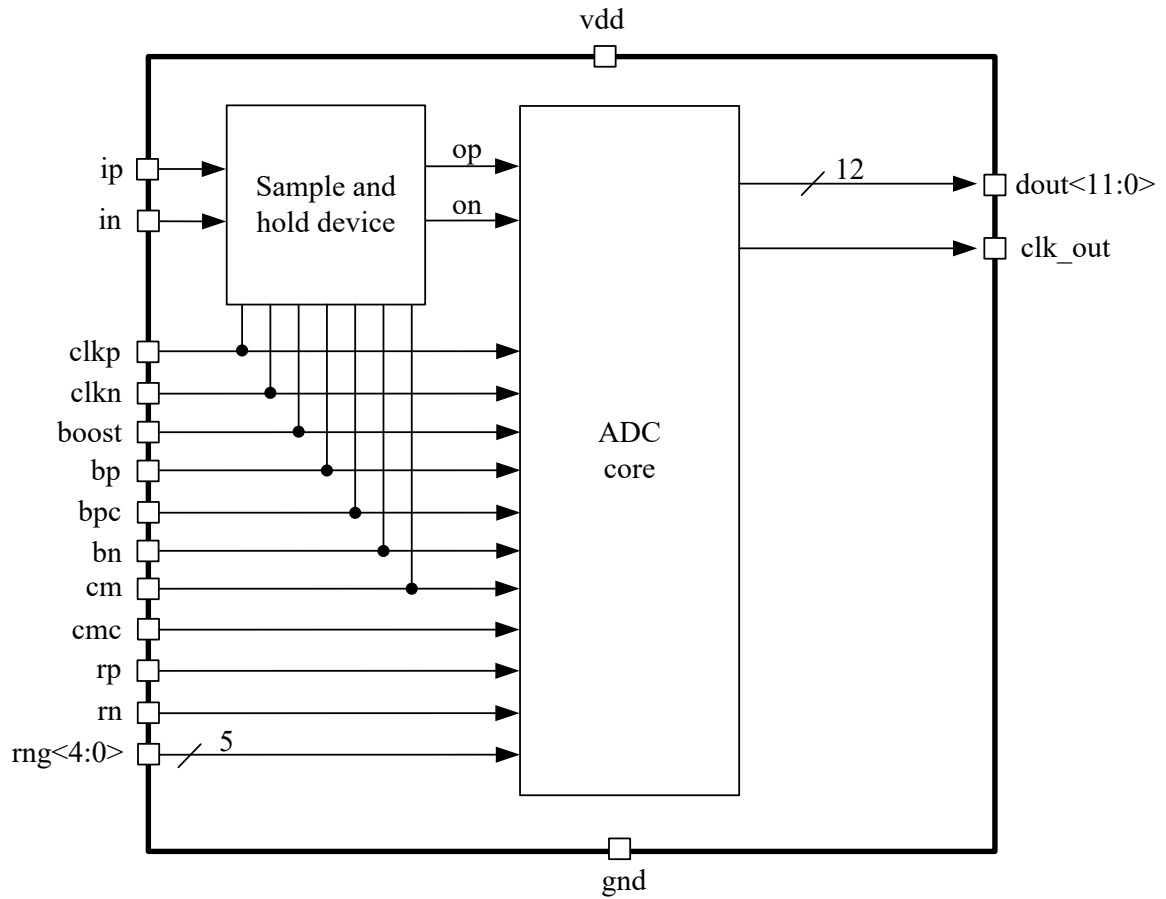 vdd
ip
in
Sample and
hold device
op
on
12
dout<11:0>
clk_out
clkp
clkn
boost
bp
bpc
bn
cm
cmc
rp
rn
rng<4:0>
5
ADC
core
gnd